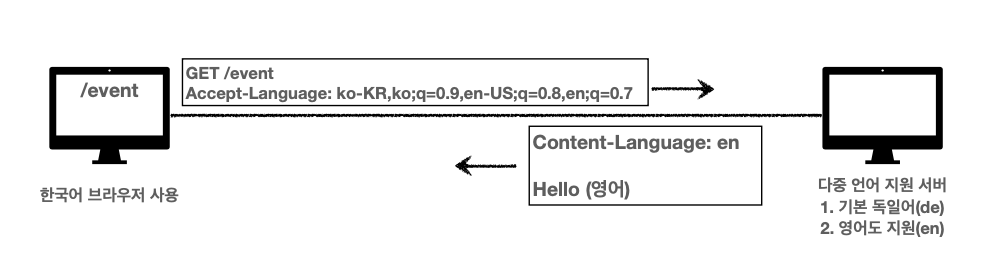 /event
GET /event
Accept-Language: ko-KR,ko;q=0.9,en-US;q=0.8,en;q=0.7
Content-Language: en
Hello (영어)
한국어 브라우저 사용
다중 언어 지원 서버
1. 기본 독일어(de)
2. 영어도 지원(en)